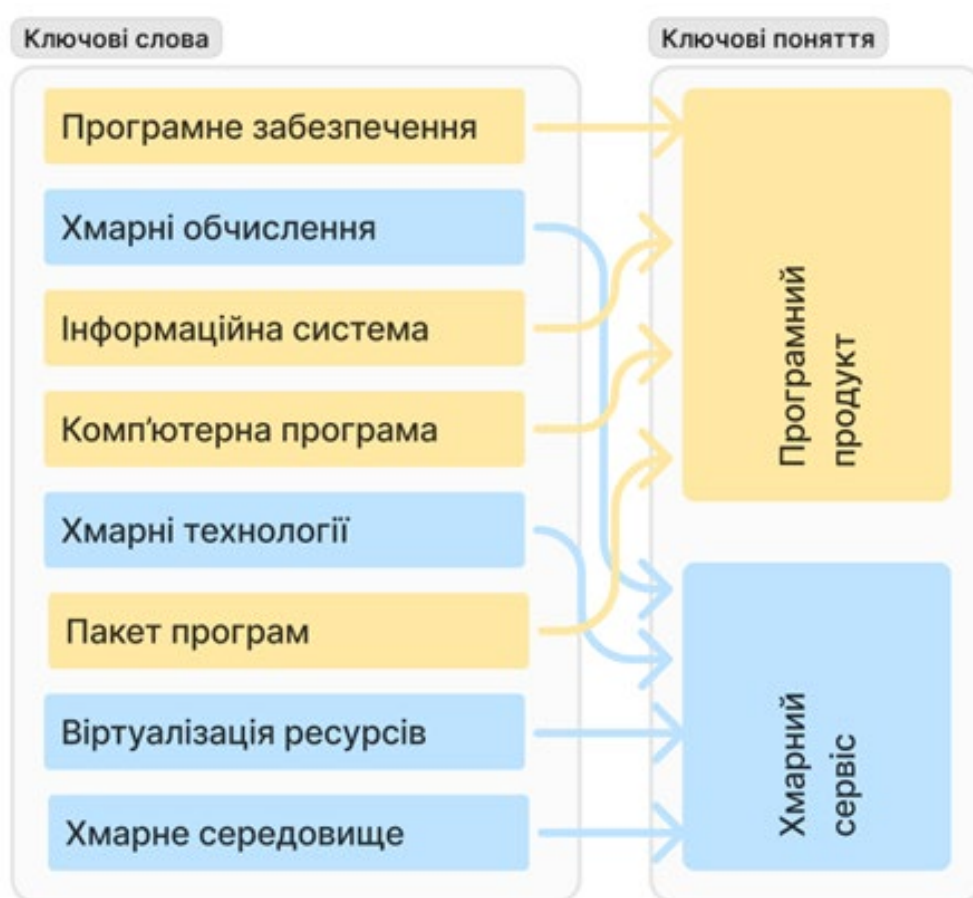 Ключові слова
Ключові поняття
Програмне забезпечення
Хмарні обчислення
Інформаційна система
Комп'ютерна програма
Хмарні технології
Пакет програм
Віртуалізація ресурсів
Хмарне середовище
Програмний
продукт
Хмарний
сервіс